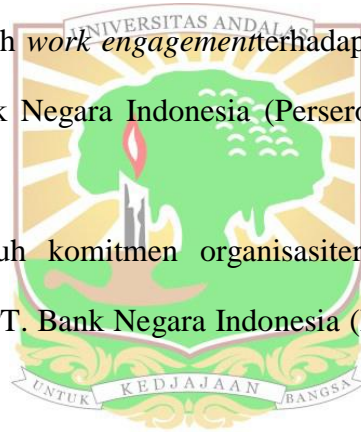 UNIVERSITAS ANDALAS
h work engagementterhadap
k Negara Indonesia (Persero
uh komitmen organisasiter
T. Bank Negara Indonesia (
UNTUK KEDJAJAAN BANGSA